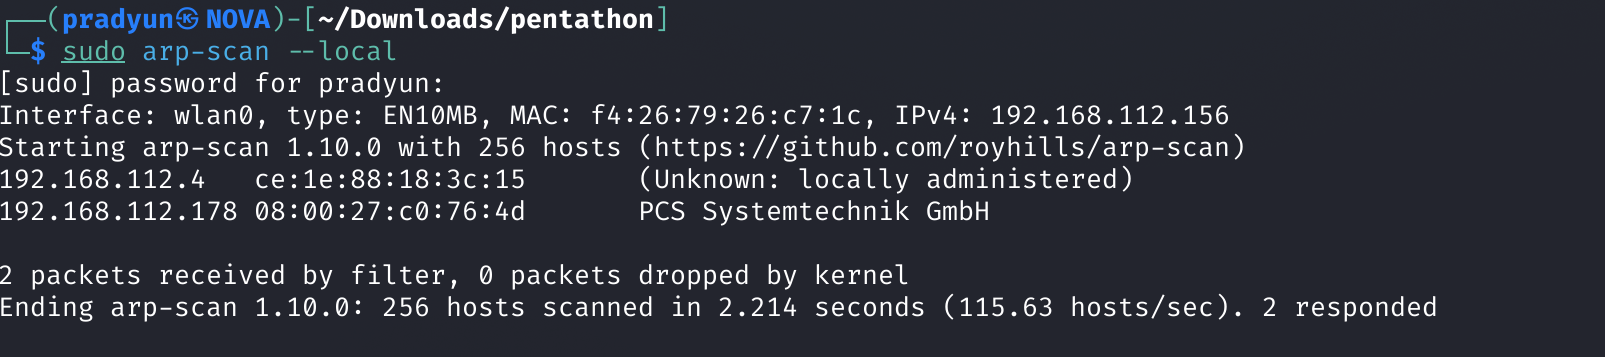 ┌──(pradyun㉿NOVA)-[~/Downloads/pentathon]
└─$ sudo arp-scan --local
[sudo] password for pradyun:
Interface: wlan0, type: EN10MB, MAC: f4:26:79:26:c7:1c, IPv4: 192.168.112.156
Starting arp-scan 1.10.0 with 256 hosts (https://github.com/royhills/arp-scan)
192.168.112.4   ce:1e:88:18:3c:15       (Unknown: locally administered)
192.168.112.178 08:00:27:c0:76:4d       PCS Systemtechnik GmbH

2 packets received by filter, 0 packets dropped by kernel
Ending arp-scan 1.10.0: 256 hosts scanned in 2.214 seconds (115.63 hosts/sec). 2 responded